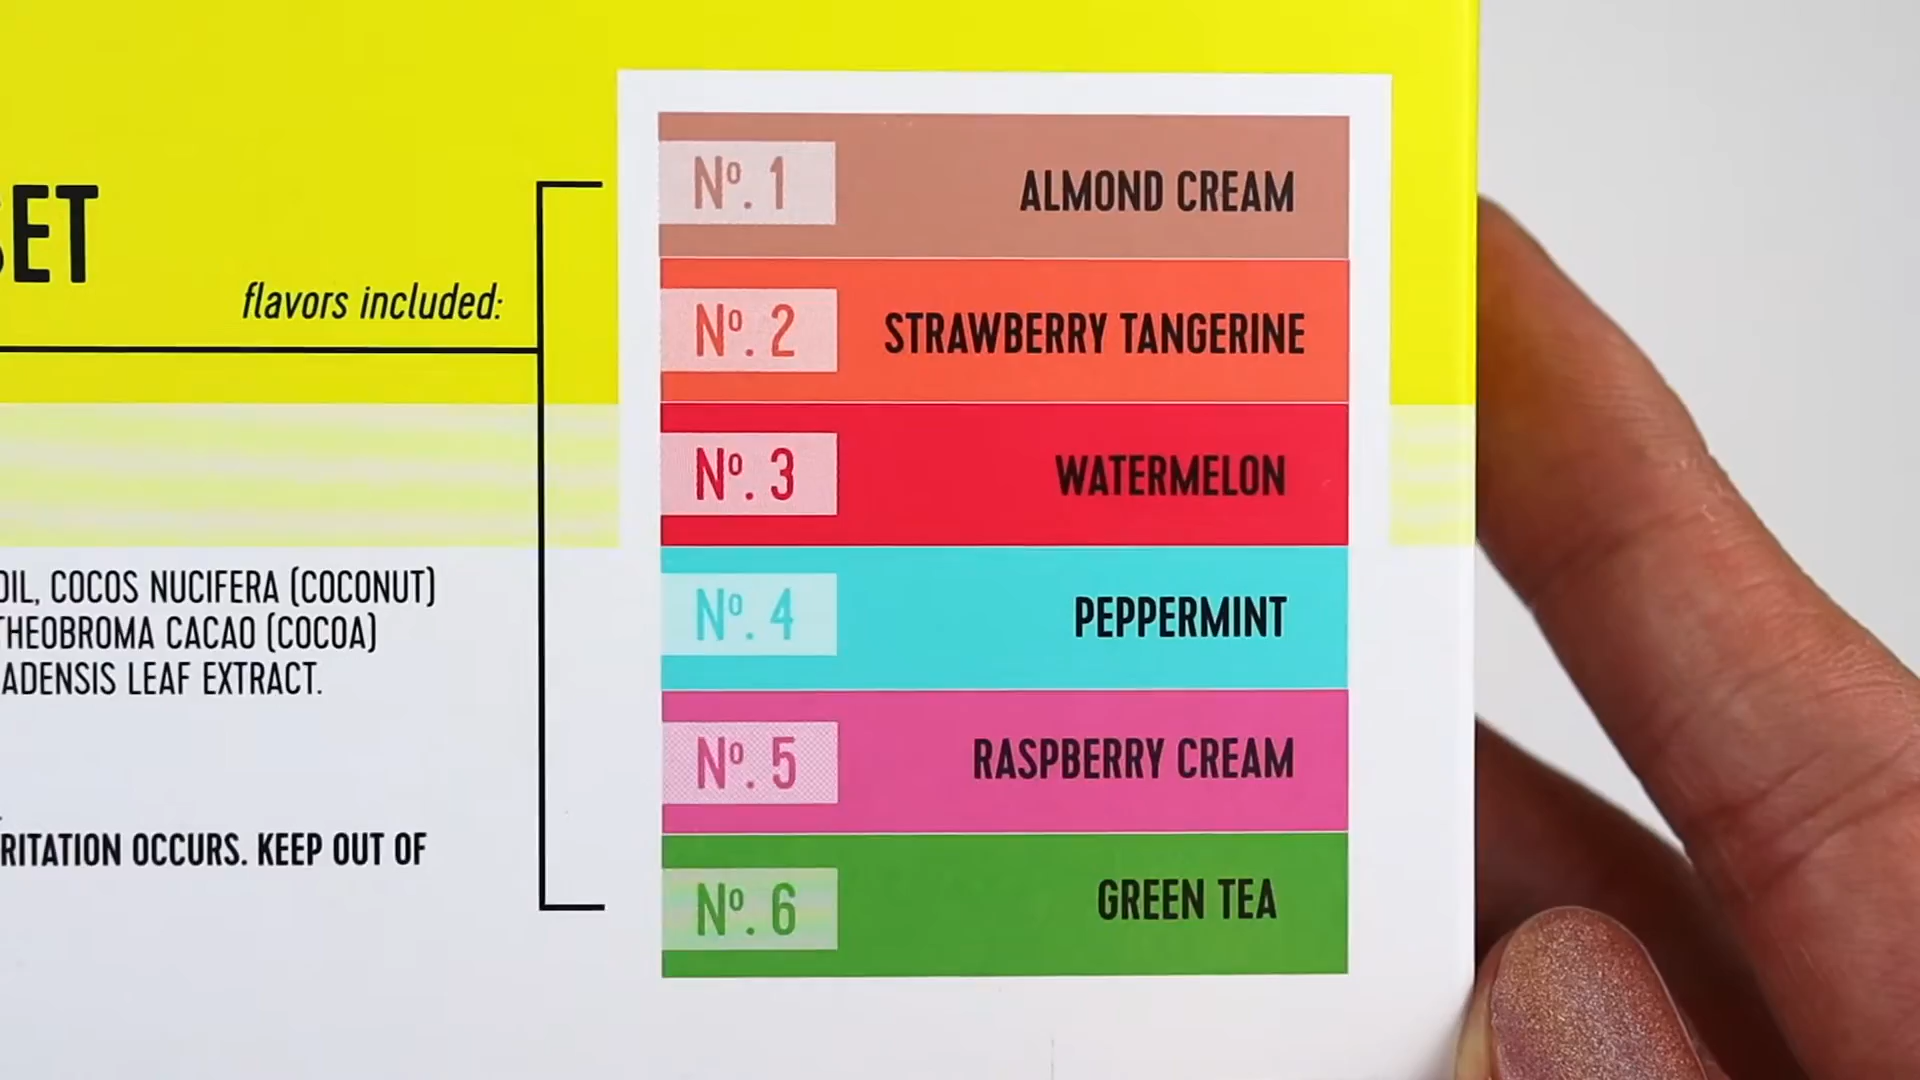 SET
flavors included:
Nº. 1 ALMOND CREAM
Nº. 2 STRAWBERRY TANGERINE
Nº. 3 WATERMELON
Nº. 4 PEPPERMINT
Nº. 5 RASPBERRY CREAM
Nº. 6 GREEN TEA
OIL, COCOS NUCIFERA (COCONUT)
THEOBROMA CACAO (COCOA)
ADENSIS LEAF EXTRACT.
RITATION OCCURS. KEEP OUT OF